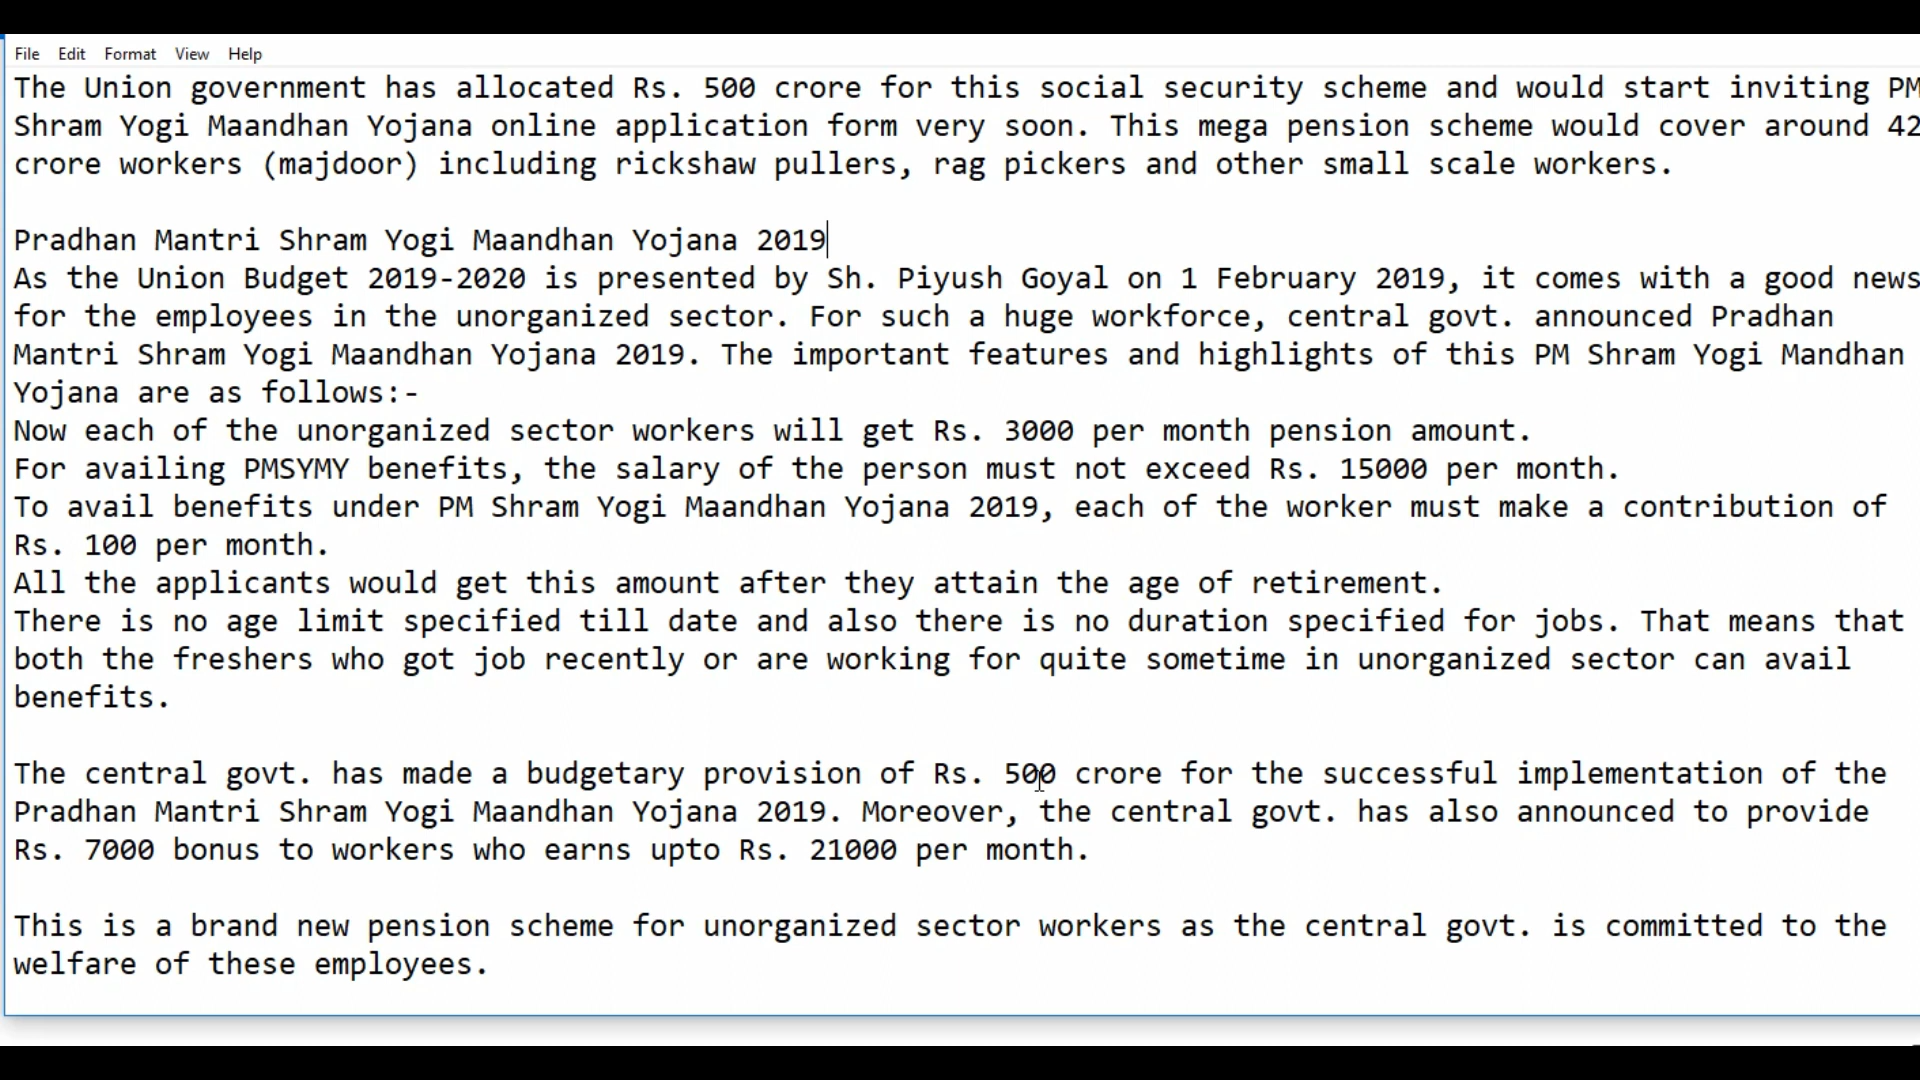 File Edit Format View Help
The Union government has allocated Rs. 500 crore for this social security scheme and would start inviting PM
Shram Yogi Maandhan Yojana online application form very soon. This mega pension scheme would cover around 42
crore workers (majdoor) including rickshaw pullers, rag pickers and other small scale workers.
Pradhan Mantri Shram Yogi Maandhan Yojana 2019
As the Union Budget 2019-2020 is presented by Sh. Piyush Goyal on 1 February 2019, it comes with a good news
for the employees in the unorganized sector. For such a huge workforce, central govt. announced Pradhan
Mantri Shram Yogi Maandhan Yojana 2019. The important features and highlights of this PM Shram Yogi Mandhan
Yojana are as follows:-
Now each of the unorganized sector workers will get Rs. 3000 per month pension amount.
For availing PMSYMY benefits, the salary of the person must not exceed Rs. 15000 per month.
To avail benefits under PM Shram Yogi Maandhan Yojana 2019, each of the worker must make a contribution of
Rs. 100 per month.
All the applicants would get this amount after they attain the age of retirement.
There is no age limit specified till date and also there is no duration specified for jobs. That means that
both the freshers who got job recently or are working for quite sometime in unorganized sector can avail
benefits.
The central govt. has made a budgetary provision of Rs. 500 crore for the successful implementation of the
Pradhan Mantri Shram Yogi Maandhan Yojana 2019. Moreover, the central govt. has also announced to provide
Rs. 7000 bonus to workers who earns upto Rs. 21000 per month.
This is a brand new pension scheme for unorganized sector workers as the central govt. is committed to the
welfare of these employees.